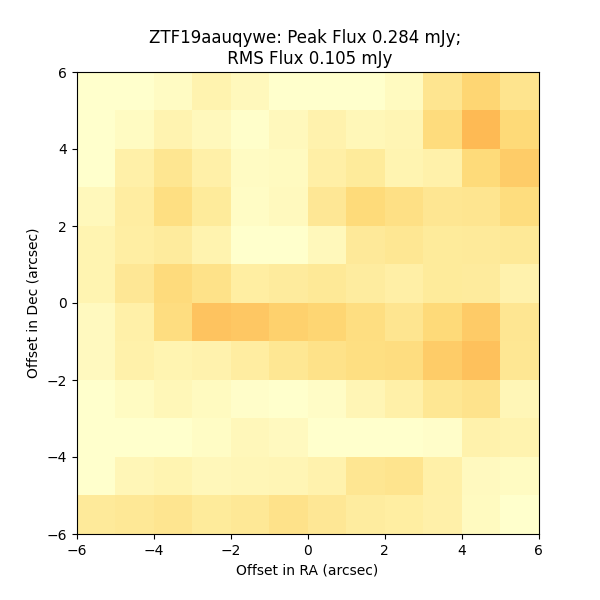 ZTF19aauqywe: Peak Flux 0.284 mJy;
RMS Flux 0.105 mJy
6
4
2
0
−2
−4
−6
Offset in Dec (arcsec)
−6 −4 −2 0 2 4 6
Offset in RA (arcsec)